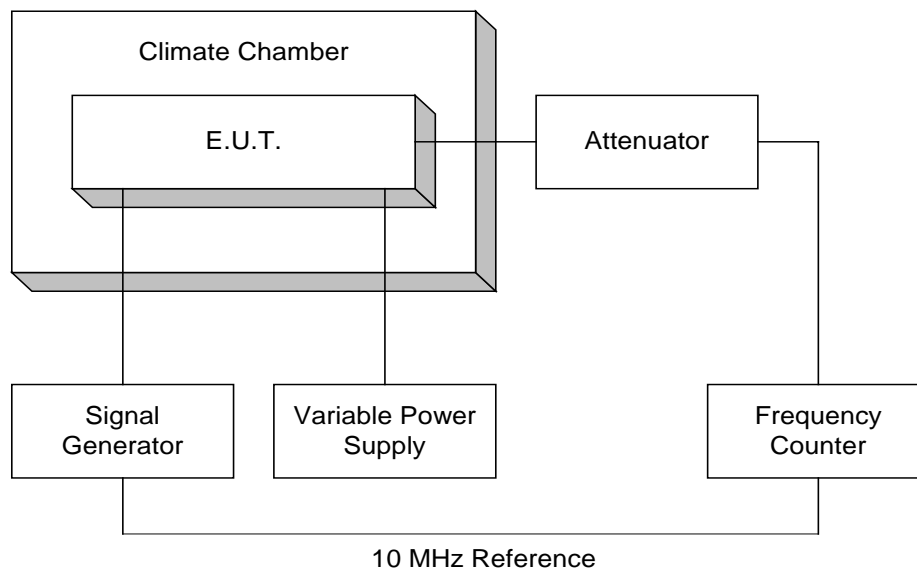 Climate Chamber
E.U.T.
Attenuator
Signal
Generator
Variable Power
Supply
Frequency
Counter
10 MHz Reference